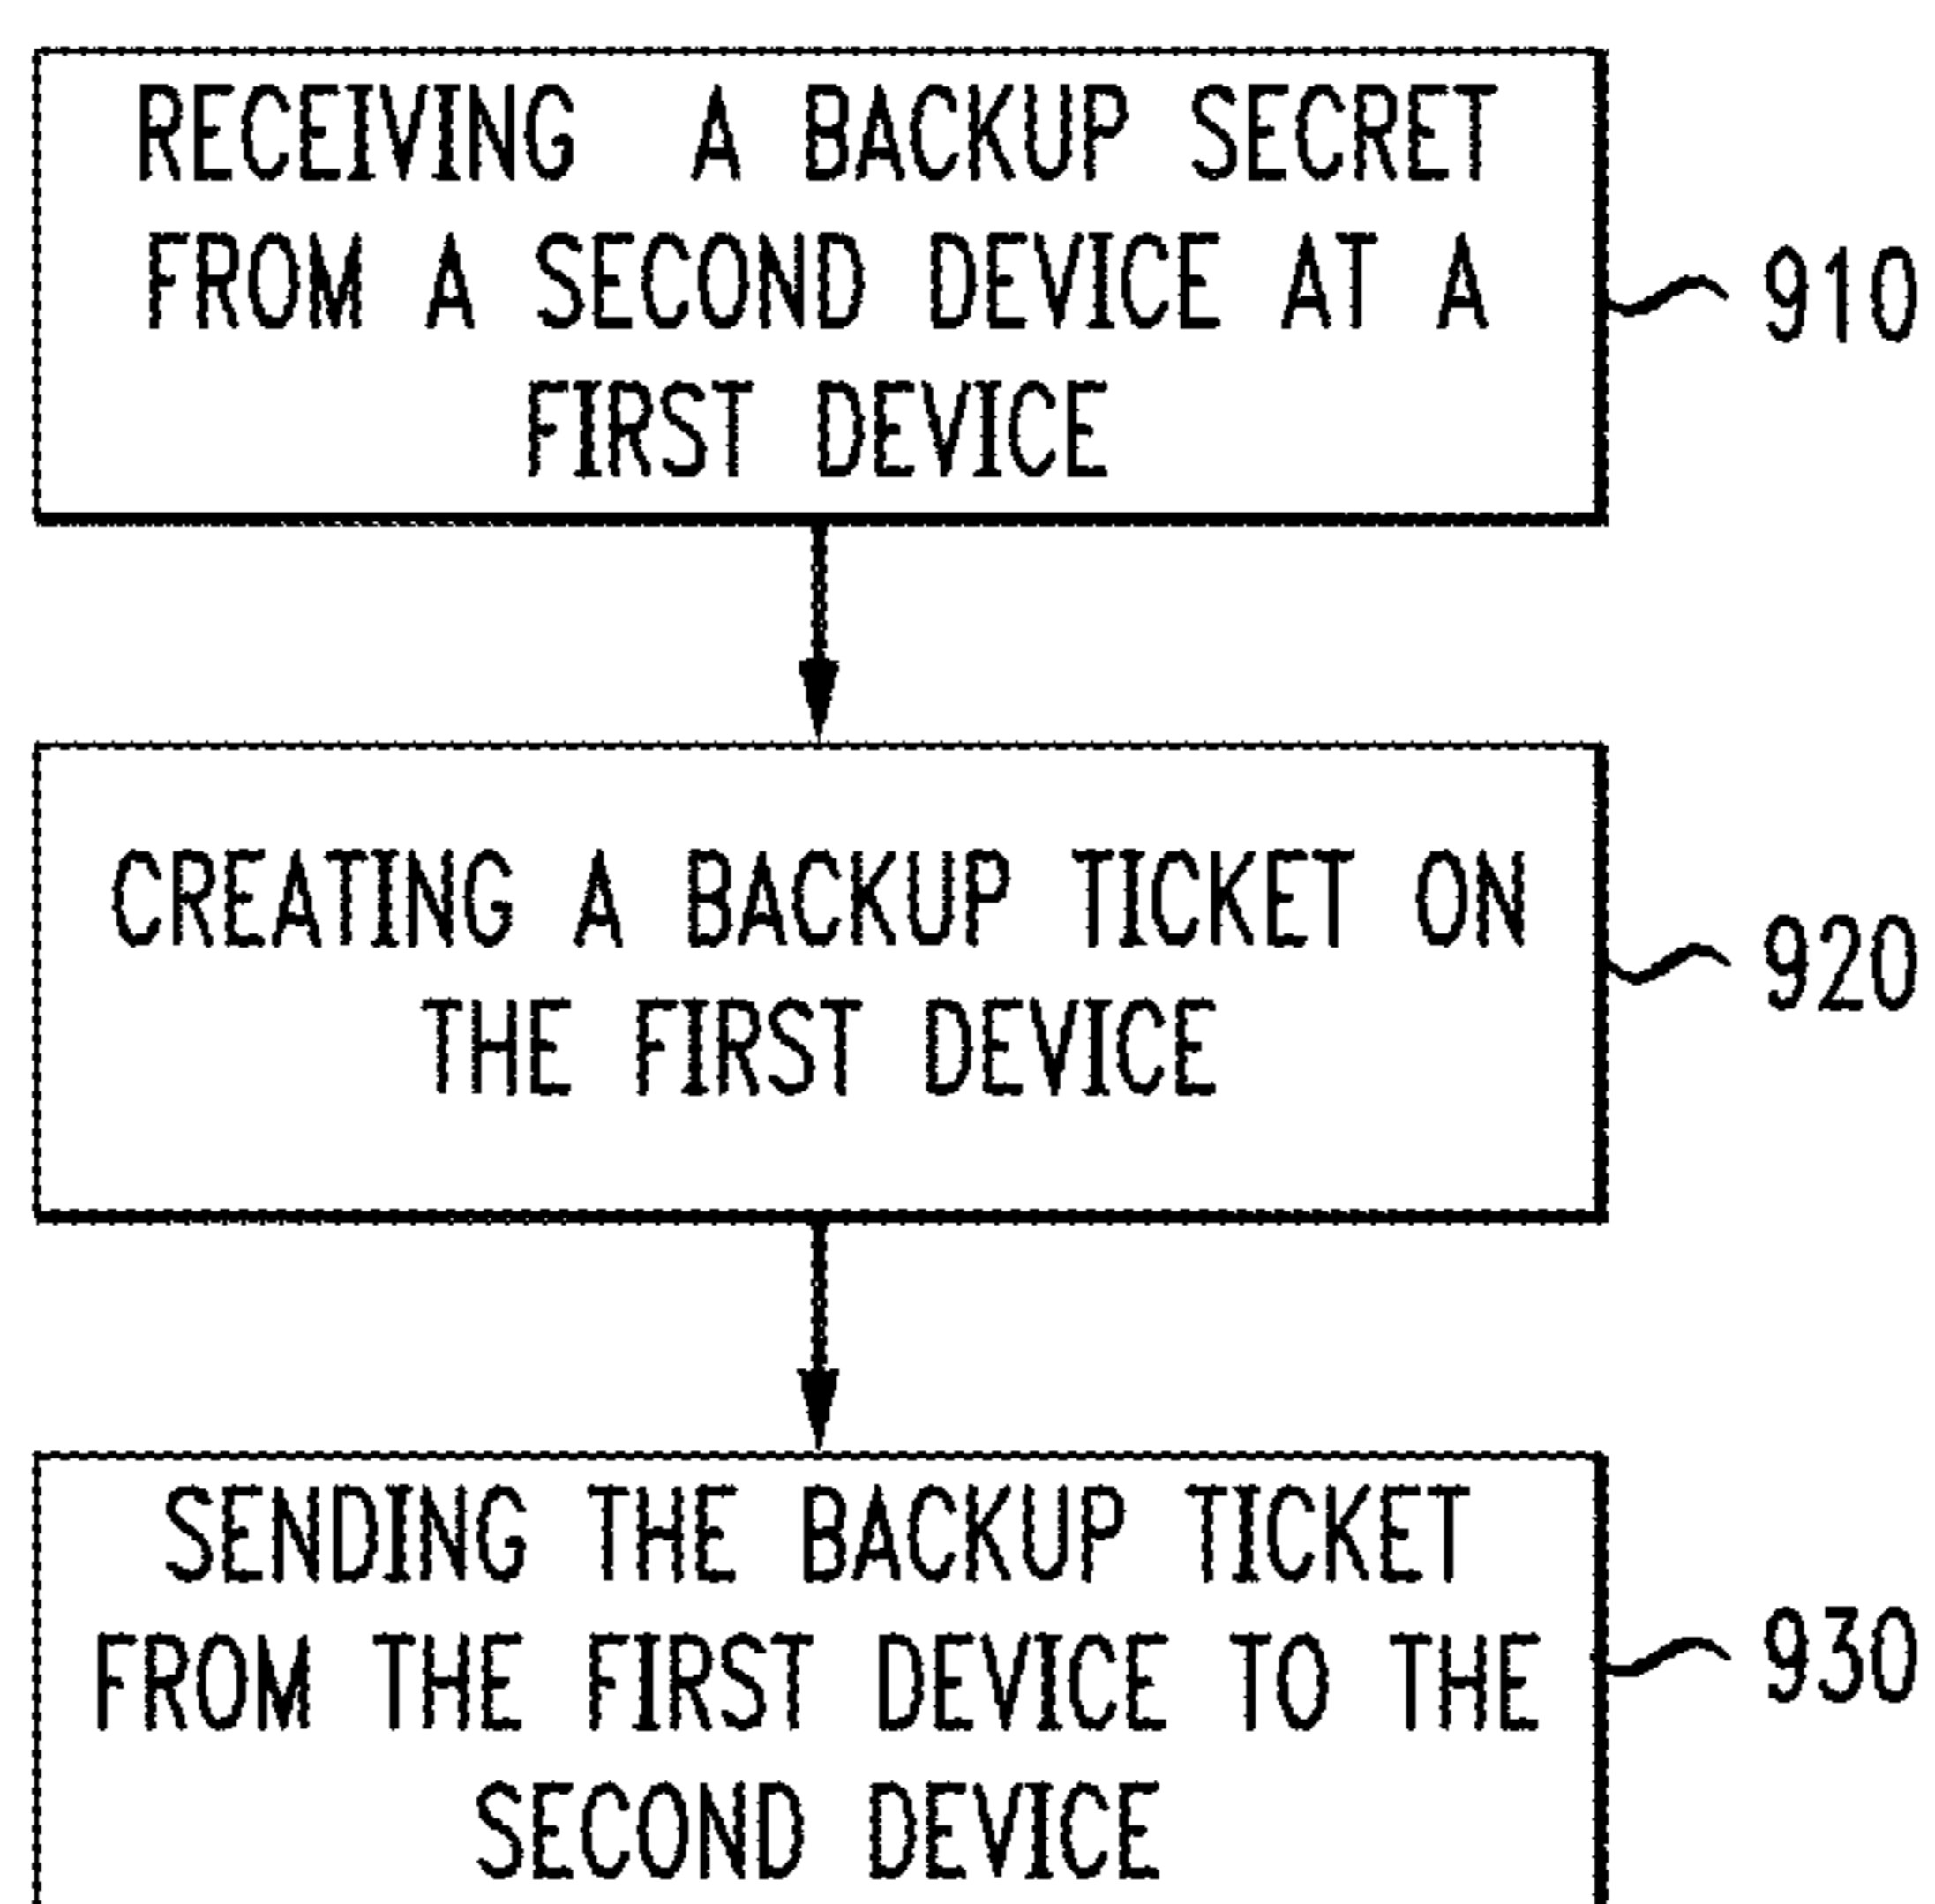 RECEIVING A BACKUP SECRET
FROM A SECOND DEVICE AT A
FIRST DEVICE
910
CREATING A BACKUP TICKET ON
THE FIRST DEVICE
920
SENDING THE BACKUP TICKET
FROM THE FIRST DEVICE TO THE
SECOND DEVICE
930